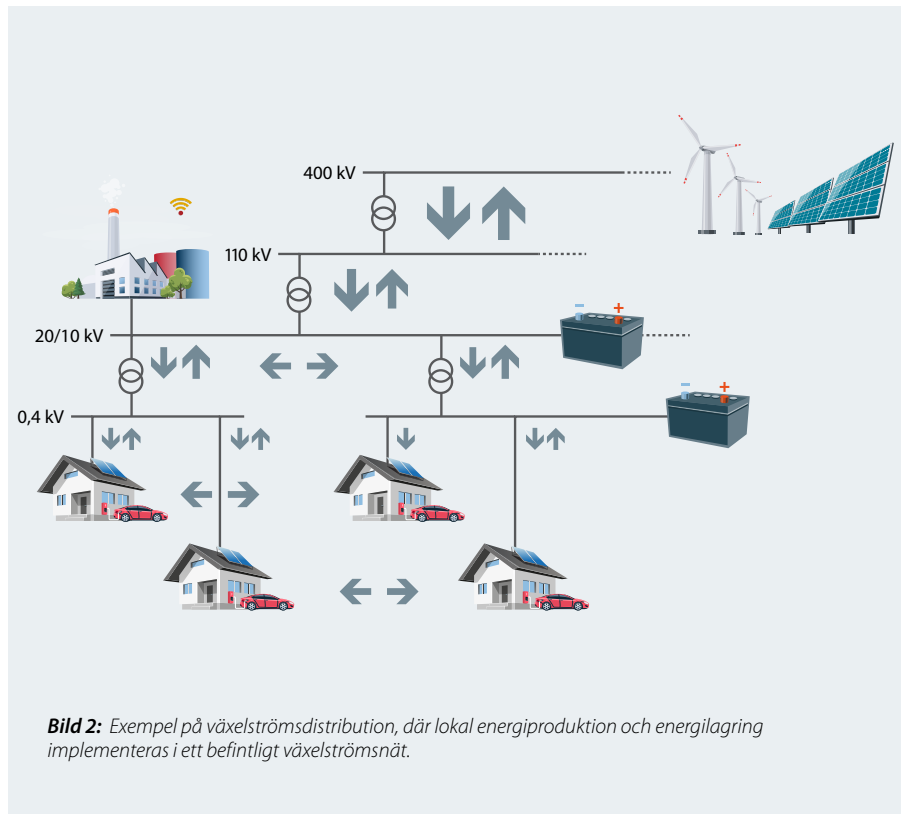 400 kV
110 kV
20/10 kV
– +
– +
0,4 kV
Bild 2: Exempel på växelströmsdistribution, där lokal energiproduktion och energilagring
implementeras i ett befintligt växelströmsnät.